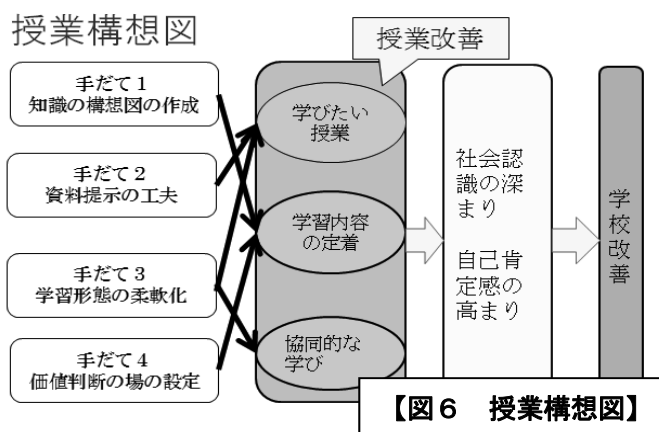 授業構想図
授業改善
手だて１
知識の構想図の作成
手だて２
資料提示の工夫
手だて３
学習形態の柔軟化
手だて４
価値判断の場の設定
学びたい
授業
学習内容
の定着
協同的な
学び
社会認
識の深
まり
自己肯
定感の
高まり
学校改善
【図６　授業構想図】